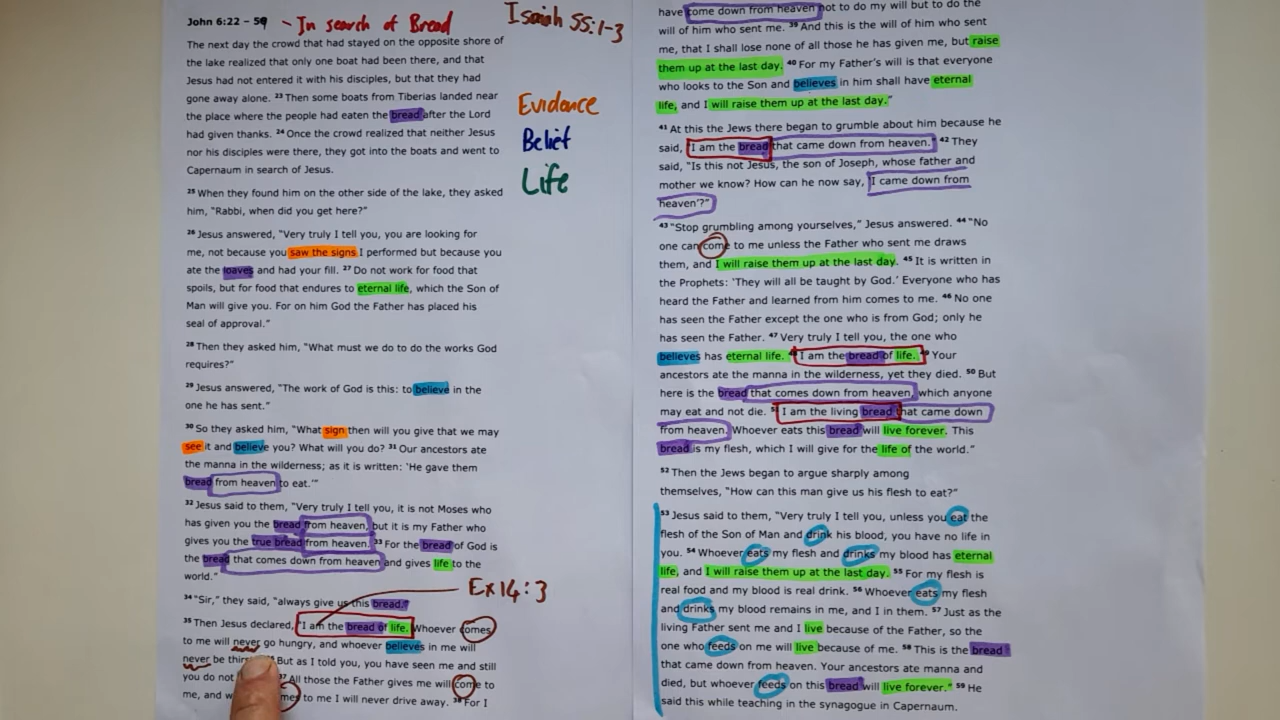 John 6:22 - 59 - In search of Bread
The next day the crowd that had stayed on the opposite shore of
the lake realized that only one boat had been there, and that
Jesus had not entered it with his disciples, but that they had
gone away alone. ²³ Then some boats from Tiberias landed near
the place where the people had eaten the bread after the Lord
had given thanks. ²⁴ Once the crowd realized that neither Jesus
nor his disciples were there, they got into the boats and went to
Capernaum in search of Jesus.
²⁵ When they found him on the other side of the lake, they asked
him, “Rabbi, when did you get here?”
²⁶ Jesus answered, “Very truly I tell you, you are looking for
me, not because you saw the signs I performed but because you
ate the loaves and had your fill. ²⁷ Do not work for food that
spoils, but for food that endures to eternal life, which the Son of
Man will give you. For on him God the Father has placed his
seal of approval.”
²⁸ Then they asked him, “What must we do to do the works God
requires?”
²⁹ Jesus answered, “The work of God is this: to believe in the
one he has sent.”
³⁰ So they asked him, “What sign then will you give that we may
see it and believe you? What will you do? ³¹ Our ancestors ate
the manna in the wilderness; as it is written: ‘He gave them
bread from heaven to eat.’”
³² Jesus said to them, “Very truly I tell you, it is not Moses who
has given you the bread from heaven, but it is my Father who
gives you the true bread from heaven. ³³ For the bread of God is
the bread that comes down from heaven and gives life to the
world.”
³⁴ “Sir,” they said, “always give us this bread.”
³⁵ Then Jesus declared, “I am the bread of life. Whoever comes
to me will never go hungry, and whoever believes in me will
never be But as I told you, you have seen me and still
you do ³⁷ All those the Father gives me will come to
me, and to me I will never drive away. ³⁸ For I
Isaiah 55:1-3
Evidence
Belief
Life
Ex 14:3
have come down from heaven not to do my will but to do the
will of him who sent me. ³⁹ And this is the will of him who sent
me, that I shall lose none of all those he has given me, but raise
them up at the last day. ⁴⁰ For my Father’s will is that everyone
who looks to the Son and believes in him shall have eternal
life, and I will raise them up at the last day.”
⁴¹ At this the Jews there began to grumble about him because he
said, “I am the bread that came down from heaven.” ⁴² They
said, “Is this not Jesus, the son of Joseph, whose father and
mother we know? How can he now say, ‘I came down from
heaven’?”
⁴³ “Stop grumbling among yourselves,” Jesus answered. ⁴⁴ “No
one can come to me unless the Father who sent me draws
them, and I will raise them up at the last day. ⁴⁵ It is written in
the Prophets: ‘They will all be taught by God.’ Everyone who has
heard the Father and learned from him comes to me. ⁴⁶ No one
has seen the Father except the one who is from God; only he
has seen the Father. ⁴⁷ Very truly I tell you, the one who
believes has eternal life. ⁴⁸ I am the bread of life. ⁴⁹ Your
ancestors ate the manna in the wilderness, yet they died. ⁵⁰ But
here is the bread that comes down from heaven, which anyone
may eat and not die. ⁵¹ I am the living bread that came down
from heaven. Whoever eats this bread will live forever. This
bread is my flesh, which I will give for the life of the world.”
⁵² Then the Jews began to argue sharply among
themselves, “How can this man give us his flesh to eat?”
⁵³ Jesus said to them, “Very truly I tell you, unless you eat the
flesh of the Son of Man and drink his blood, you have no life in
you. ⁵⁴ Whoever eats my flesh and drinks my blood has eternal
life, and I will raise them up at the last day. ⁵⁵ For my flesh is
real food and my blood is real drink. ⁵⁶ Whoever eats my flesh
and drinks my blood remains in me, and I in them. ⁵⁷ Just as the
living Father sent me and I live because of the Father, so the
one who feeds on me will live because of me. ⁵⁸ This is the bread
that came down from heaven. Your ancestors ate manna and
died, but whoever feeds on this bread will live forever.” ⁵⁹ He
said this while teaching in the synagogue in Capernaum.